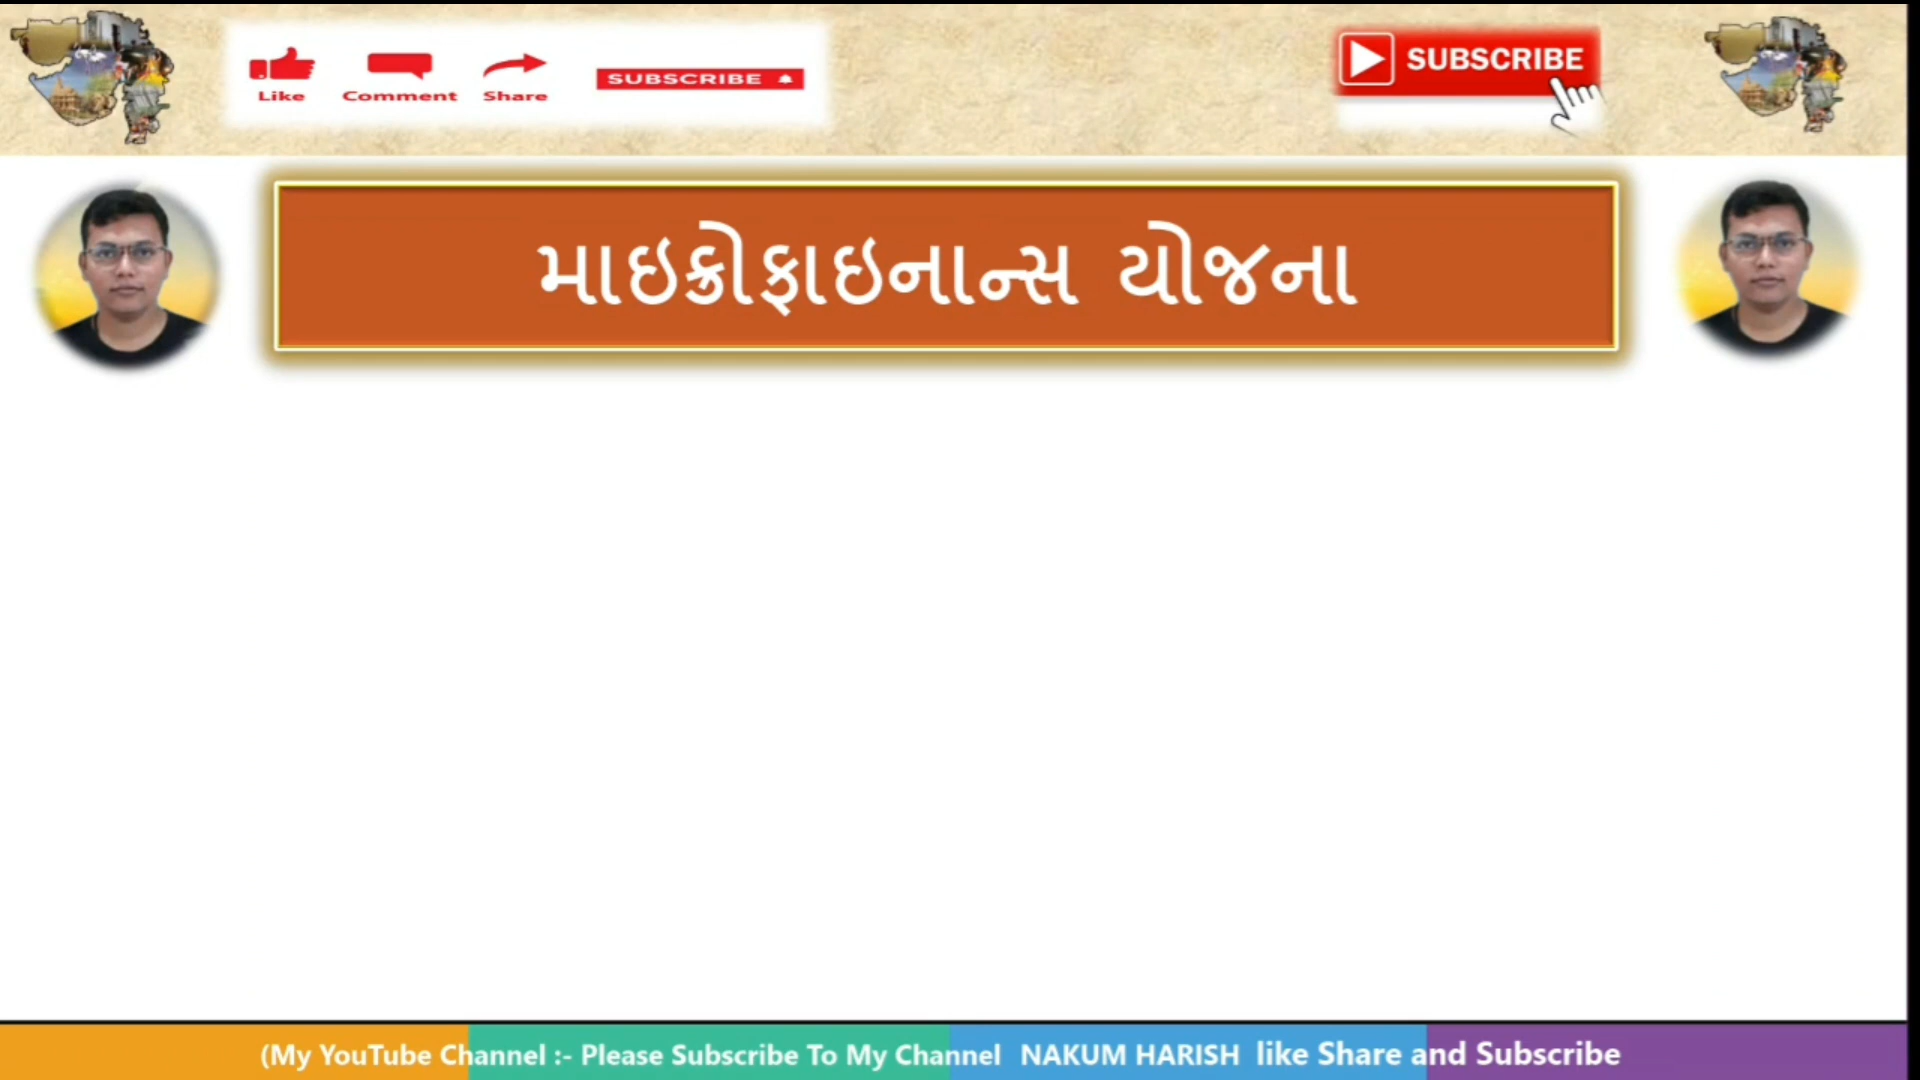 Like Comment Share SUBSCRIBE
SUBSCRIBE
માઇક્રોફાઇનાન્સ યોજના
(My YouTube Channel :- Please Subscribe To My Channel NAKUM HARISH like Share and Subscribe